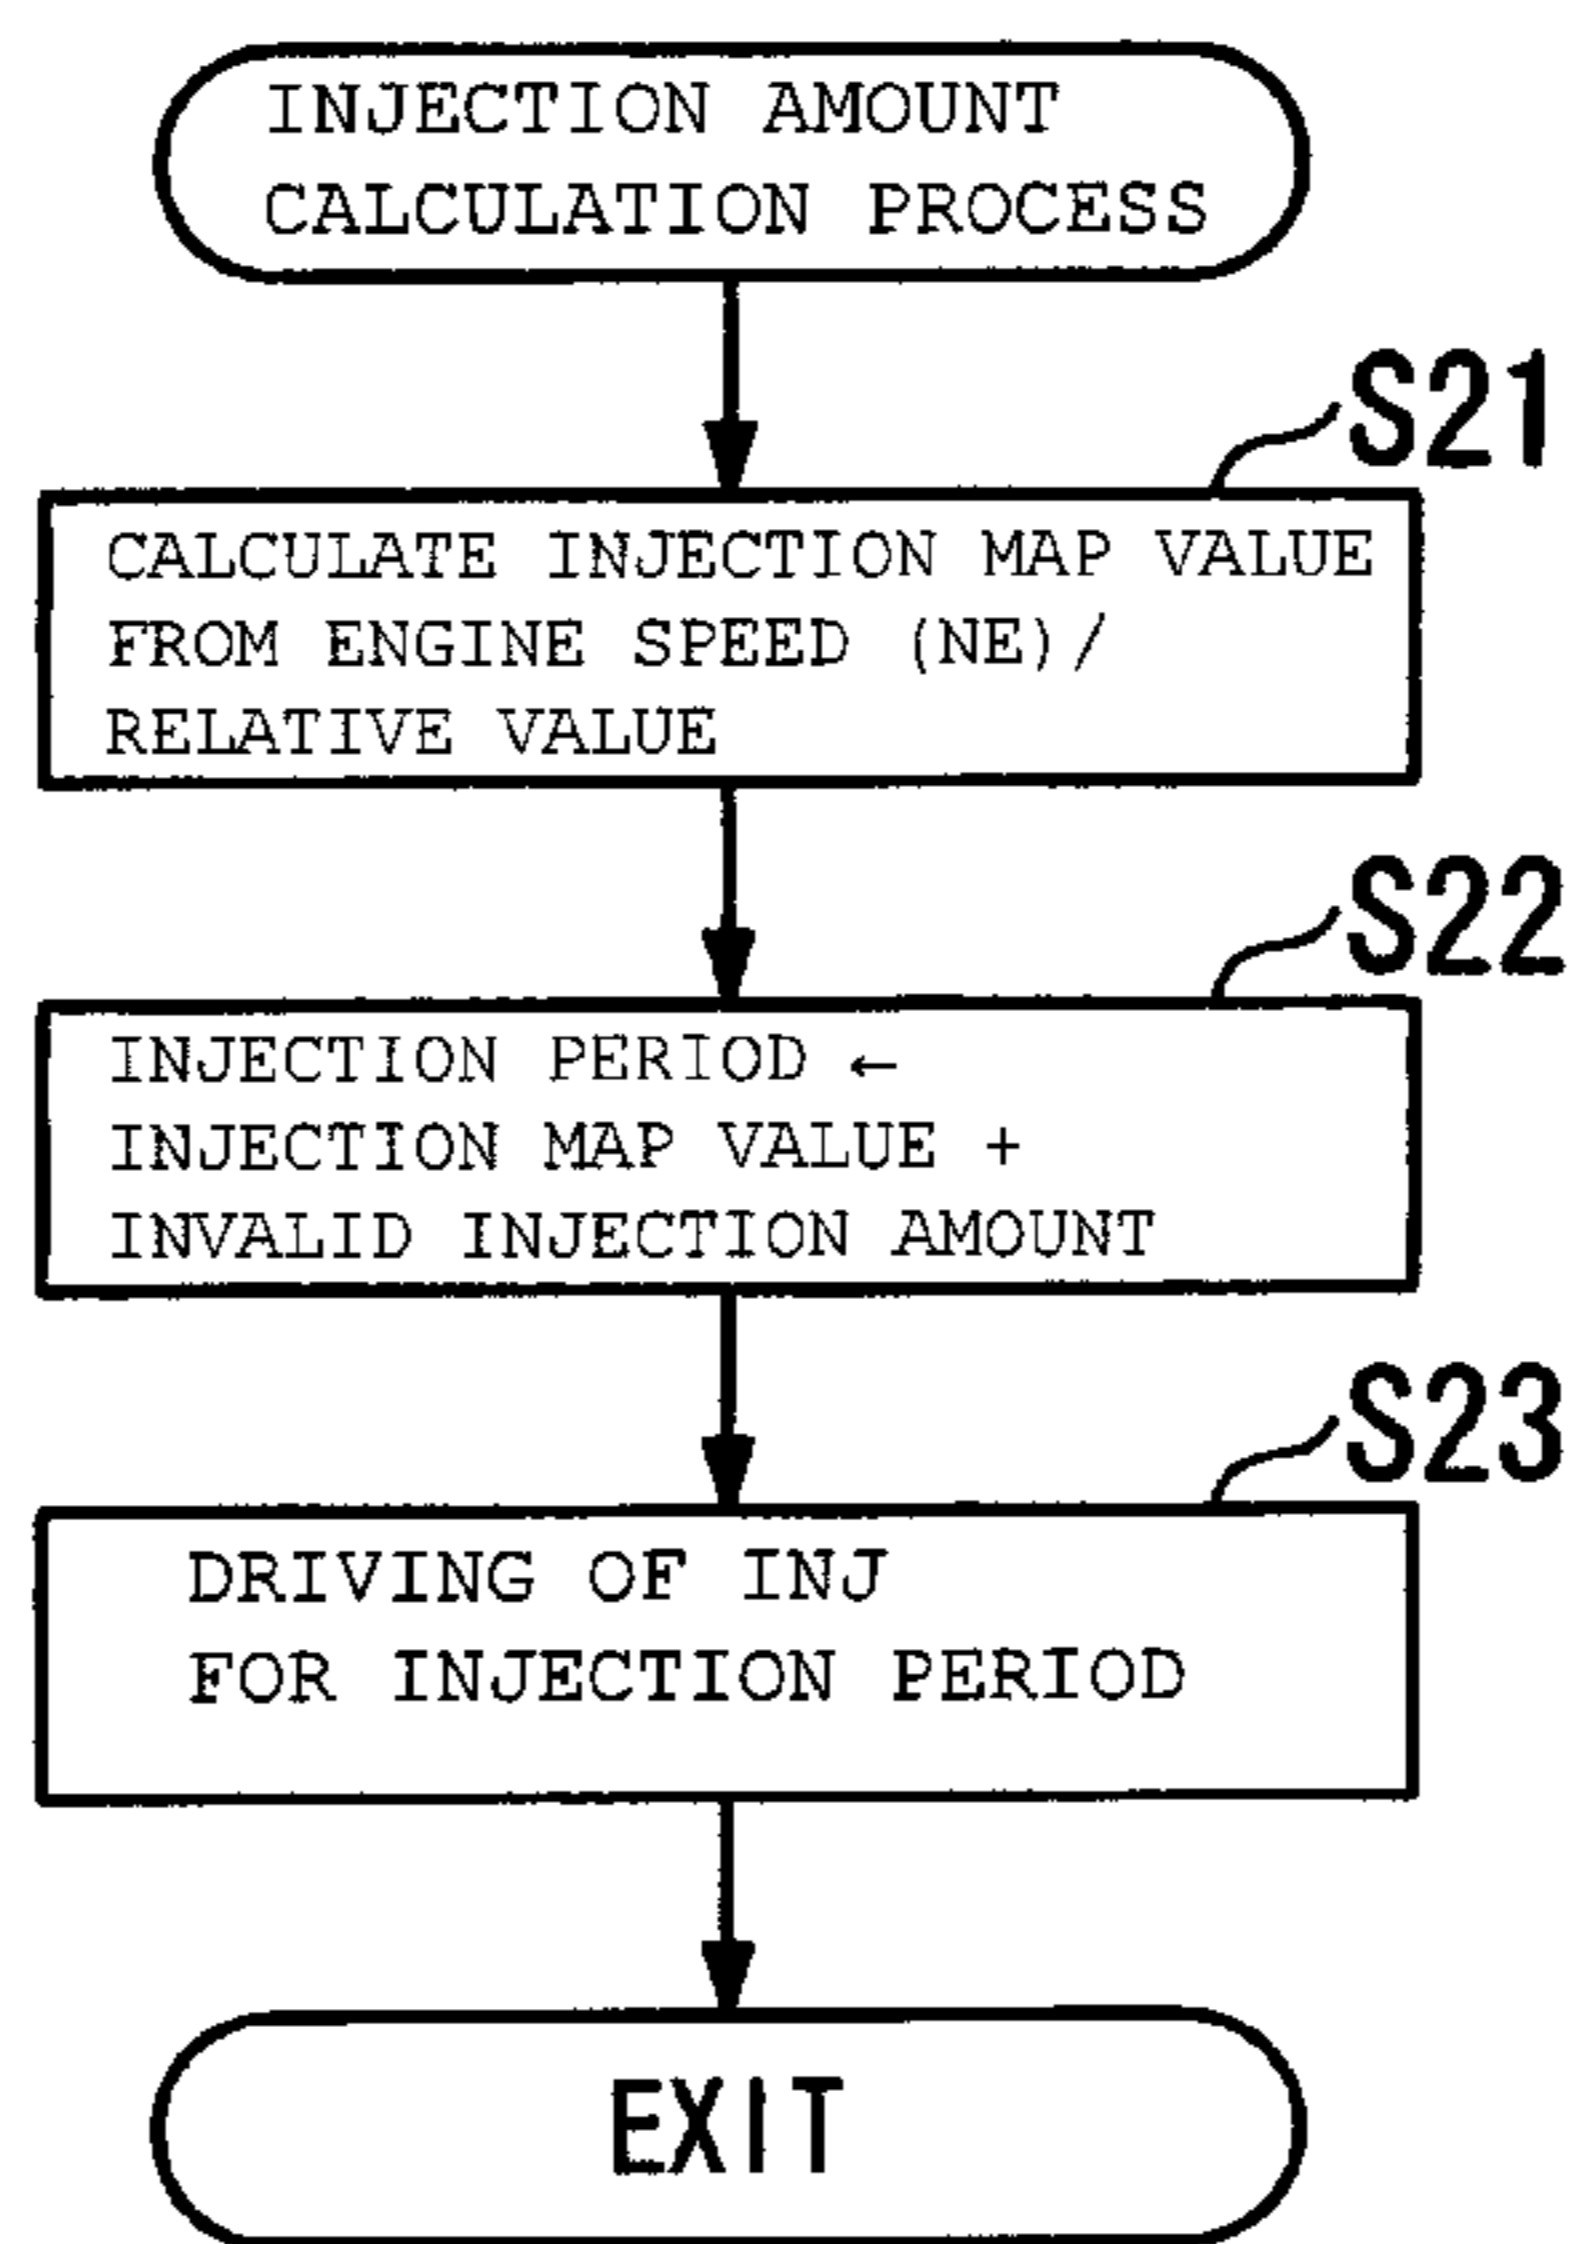 INJECTION AMOUNT
CALCULATION PROCESS
S21
CALCULATE INJECTION MAP VALUE
FROM ENGINE SPEED (NE)/
RELATIVE VALUE
S22
INJECTION PERIOD ←
INJECTION MAP VALUE +
INVALID INJECTION AMOUNT
S23
DRIVING OF INJ
FOR INJECTION PERIOD
EXIT